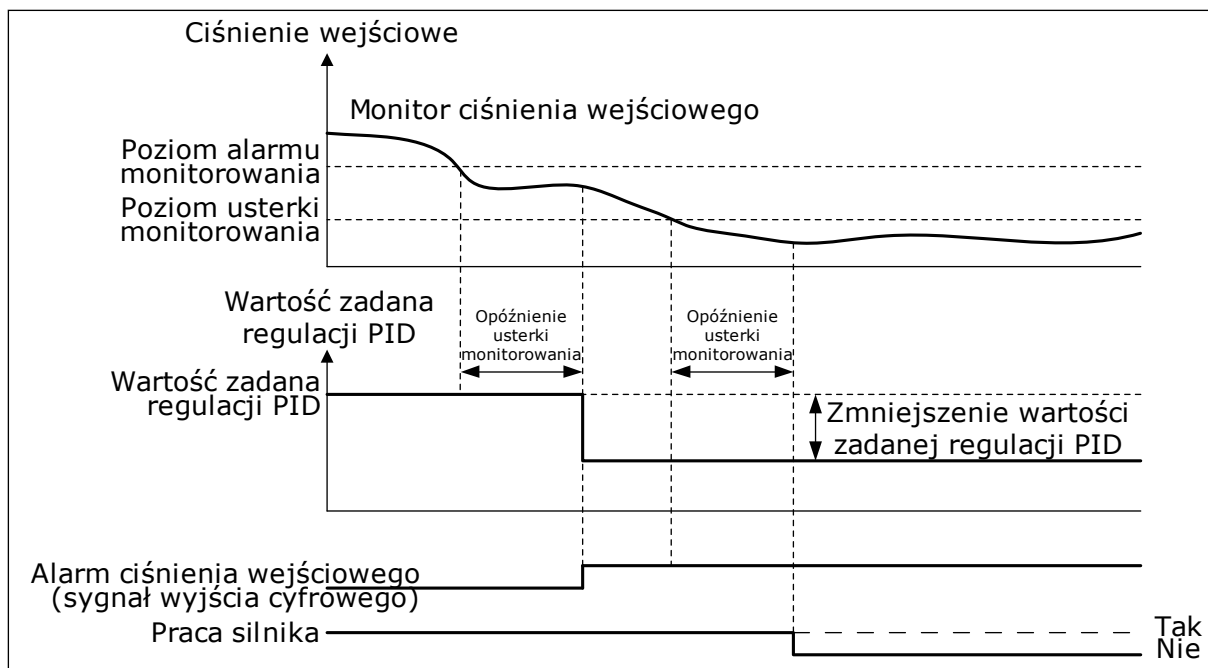 Ciśnienie wejściowe
Monitor ciśnienia wejściowego
Poziom alarmu
monitorowania
Poziom usterki
monitorowania
Wartość zadana
regulacji PID
Opóźnienie
usterki
monitorowania
Opóźnienie
usterki
monitorowania
Wartość zadana
regulacji PID
Zmniejszenie wartości
zadanej regulacji PID
Alarm ciśnienia wejściowego
(sygnał wyjścia cyfrowego)
Praca silnika
Tak
Nie